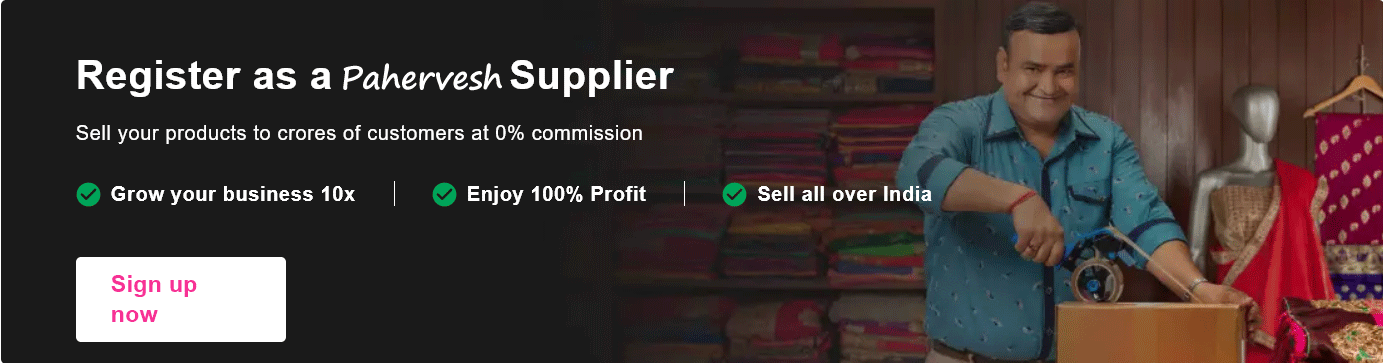 Register as a Pahervesh Supplier
Sell your products to crores of customers at 0% commission
Grow your business 10x
Enjoy 100% Profit
Sell all over India
Sign up
now